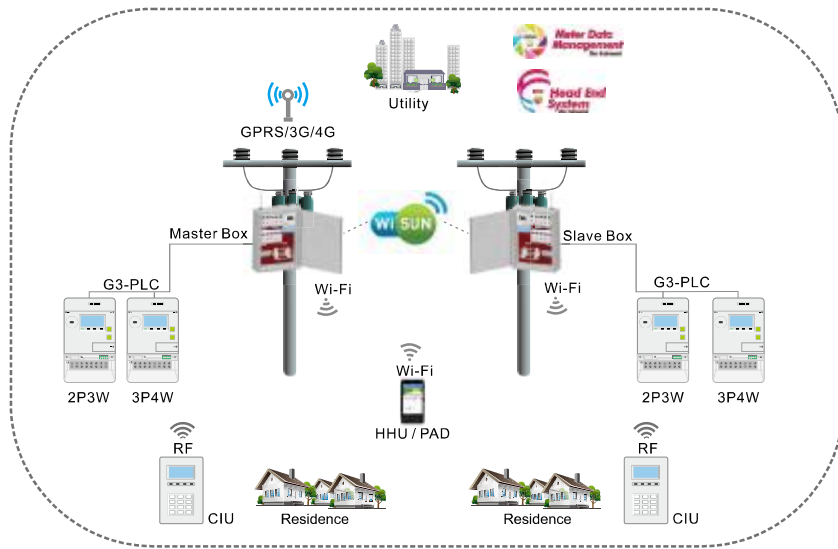 Meter Data
Management
Utility
Head End
System
GPRS/3G/4G
Master Box
Wi SUN
Slave Box
G3-PLC
Wi-Fi
Wi-Fi
G3-PLC
Wi-Fi
2P3W
3P4W
HHU / PAD
2P3W
3P4W
RF
RF
CIU
Residence
Residence
CIU